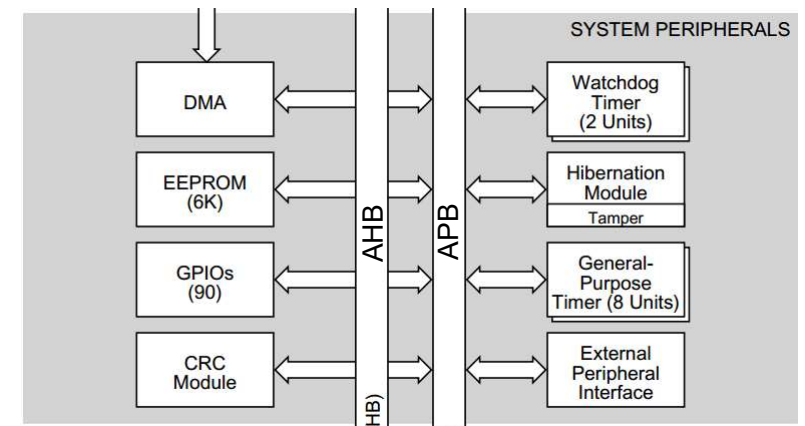 SYSTEM PERIPHERALS
DMA
Watchdog
Timer
(2 Units)
EEPROM
(6K)
Hibernation
Module
Tamper
AHB
APB
GPIOs
(90)
General-
Purpose
Timer (8 Units)
CRC
Module
External
Peripheral
Interface
HB)